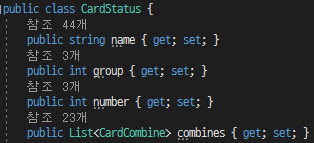 public class CardStatus {
참조 44개
public string name { get; set; }
참조 3개
public int group { get; set; }
참조 3개
public int number { get; set; }
참조 23개
public List<CardCombine> combines { get; set; }